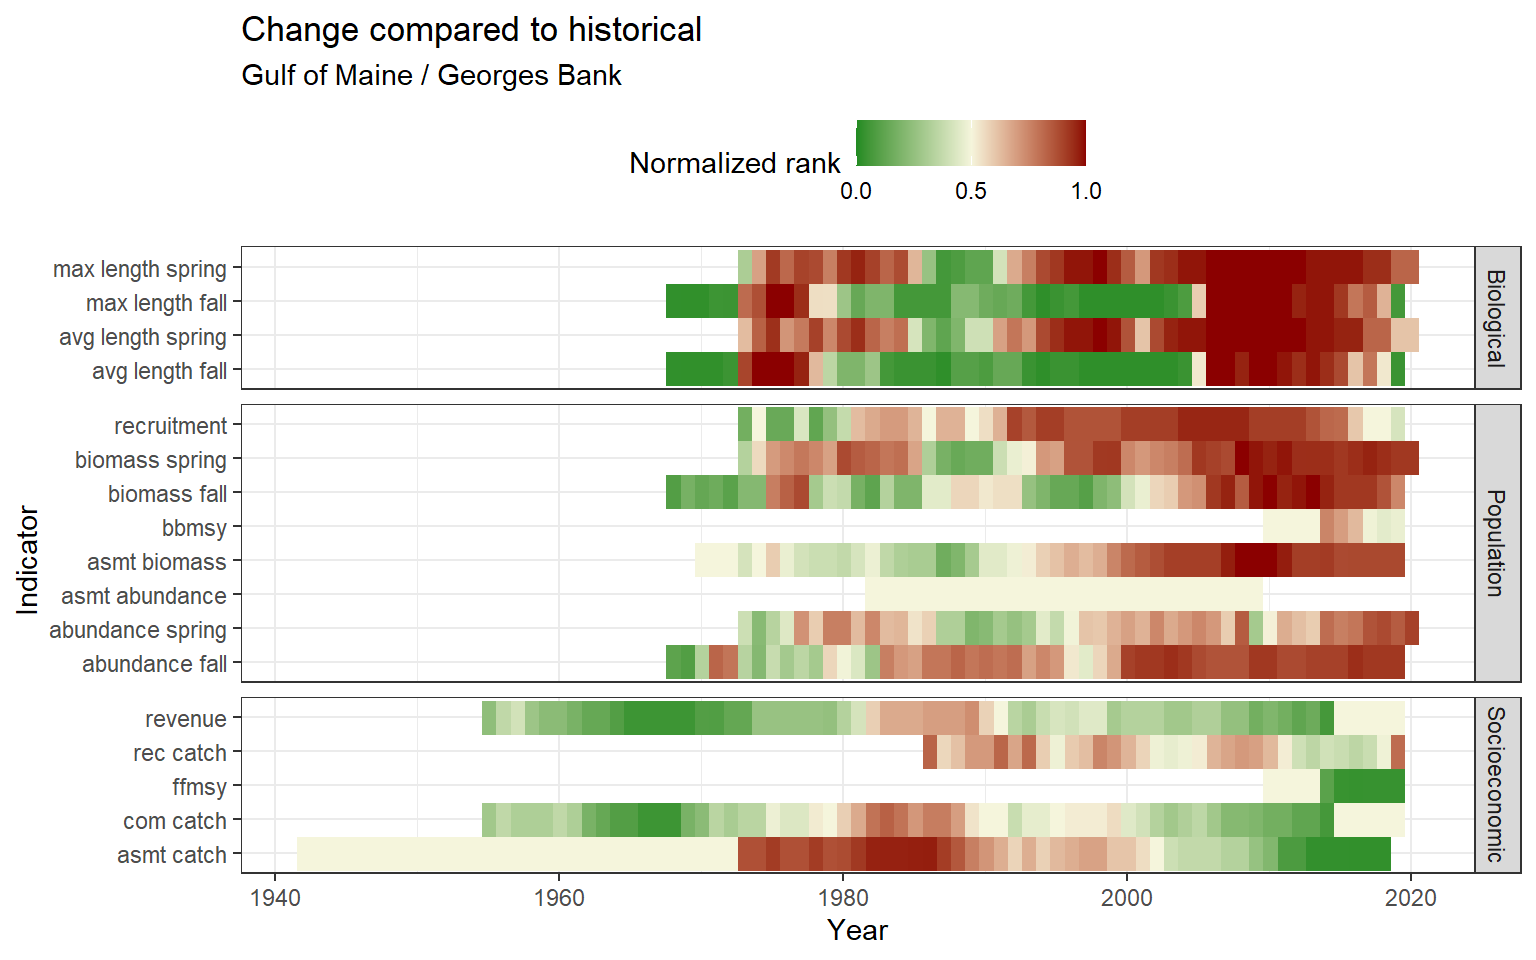 Change compared to historical
Gulf of Maine / Georges Bank
Normalized rank
0.0 0.5 1.0
Indicator
max length spring
max length fall
avg length spring
avg length fall
Biological
recruitment
biomass spring
biomass fall
bbmsy
asmt biomass
asmt abundance
abundance spring
abundance fall
Population
revenue
rec catch
ffmsy
com catch
asmt catch
Socioeconomic
1940 1960 1980 2000 2020
Year